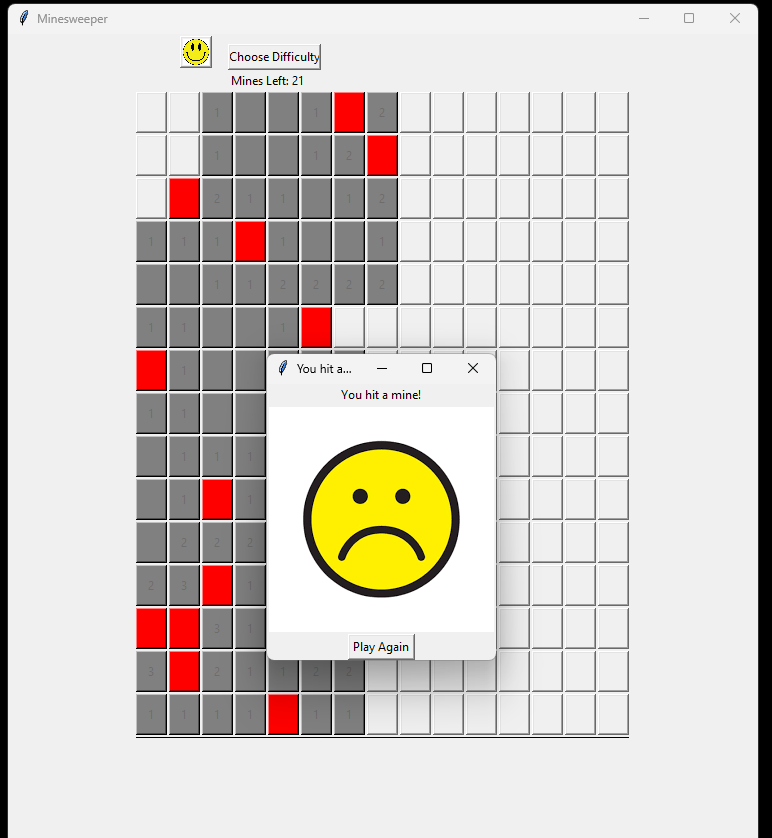 Minesweeper
Choose Difficulty
Mines Left: 21
1 1 2
1 1 2
2 1 1 1 2
1 1 1 1 1
1 1 2 2 2 2
1 1 1
1
You hit a...
You hit a mine!
1 1
1 1 1
1
2 2 2
2 3 1
3 1
Play Again
3 2 1 1 2 2
1 1 1 1 1 1